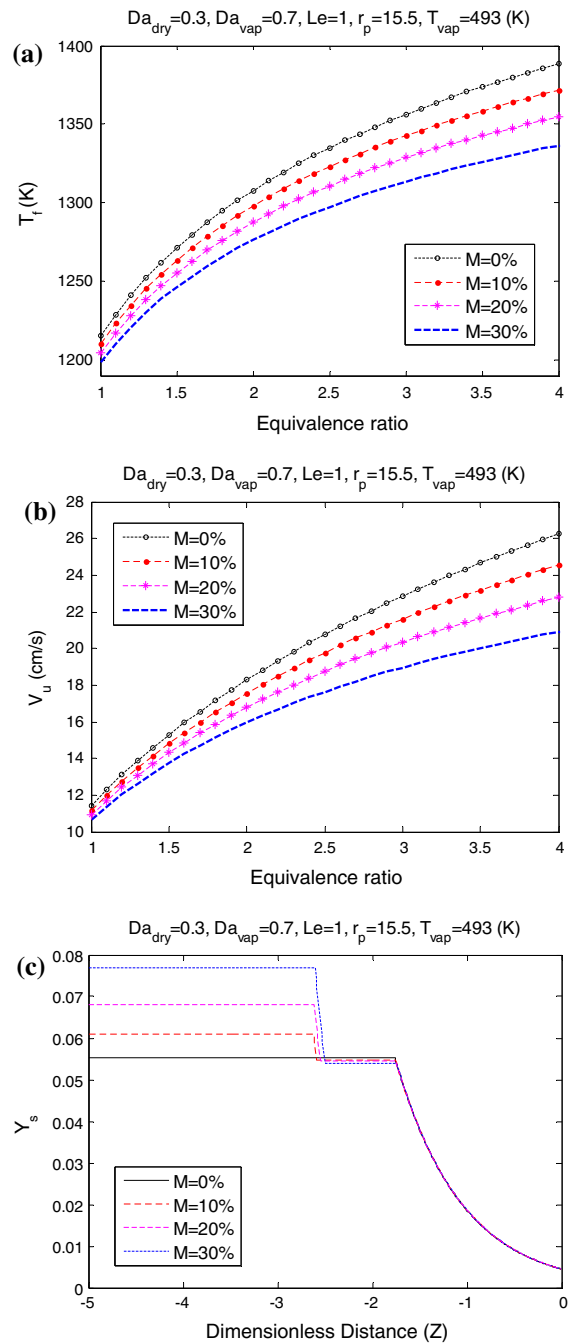 Da_dry=0.3, Da_vap=0.7, Le=1, r_p=15.5, T_vap=493 (K)
(a)
1400
1350
1300
1250
1200
T_f (K)
M=0%
M=10%
M=20%
M=30%
1 1.5 2 2.5 3 3.5 4
Equivalence ratio
Da_dry=0.3, Da_vap=0.7, Le=1, r_p=15.5, T_vap=493 (K)
(b)
28
26
24
22
20
18
16
14
12
10
V_u (cm/s)
M=0%
M=10%
M=20%
M=30%
1 1.5 2 2.5 3 3.5 4
Equivalence ratio
Da_dry=0.3, Da_vap=0.7, Le=1, r_p=15.5, T_vap=493 (K)
(c)
0.08
0.07
0.06
0.05
0.04
0.03
0.02
0.01
0
Y_s
M=0%
M=10%
M=20%
M=30%
-5 -4 -3 -2 -1 0
Dimensionless Distance (Z)